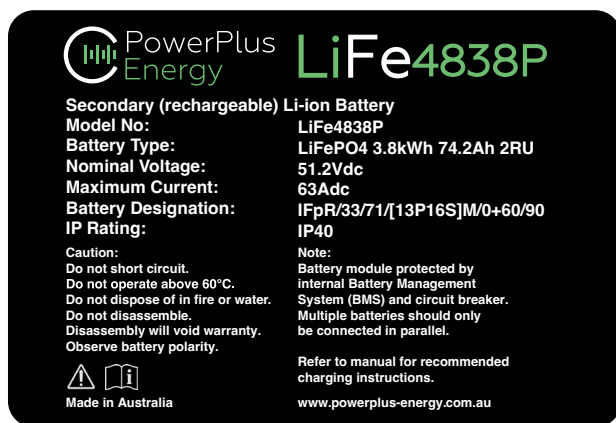 PowerPlus
Energy
LiFe4838P
Secondary (rechargeable) Li-ion Battery
Model No: LiFe4838P
Battery Type: LiFePO4 3.8kWh 74.2Ah 2RU
Nominal Voltage: 51.2Vdc
Maximum Current: 63Adc
Battery Designation: IFpR/33/71/[13P16S]M/0+60/90
IP Rating: IP40
Caution:
Do not short circuit.
Do not operate above 60°C.
Do not dispose of in fire or water.
Do not disassemble.
Disassembly will void warranty.
Observe battery polarity.
Made in Australia
Note:
Battery module protected by
internal Battery Management
System (BMS) and circuit breaker.
Multiple batteries should only
be connected in parallel.
Refer to manual for recommended
charging instructions.
www.powerplus-energy.com.au